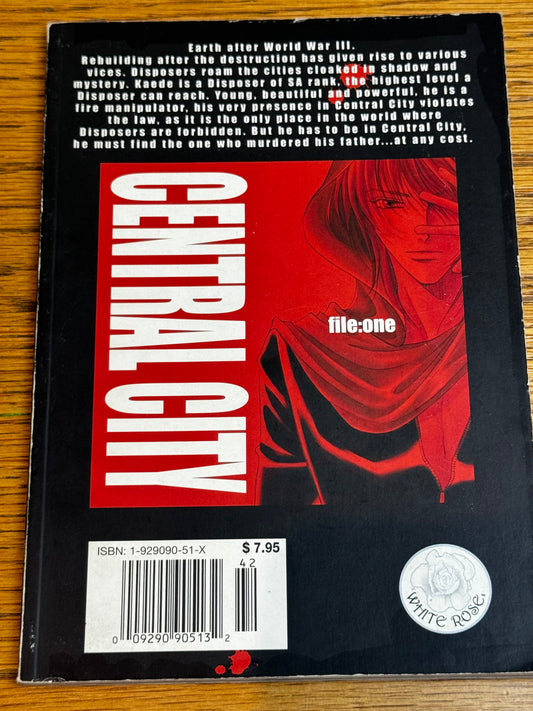 Earth after World War III.
Rebuilding after the destruction has given rise to various
vices. Disposers roam the cities cloaked in shadow and
mystery. Kaede is a Disposer of SA rank, the highest level a
Disposer can reach. Young, beautiful and powerful, he is a
fire manipulator, his very presence in Central City violates
the law, as it is the only place in the world where
Disposers are forbidden. But he has to be in Central City,
he must find the one who murdered his father...at any cost.
CENTRAL CITY
file:one
ISBN: 1-929090-51-X $ 7.95
42
0 09290 90513 2
WHITE ROSE